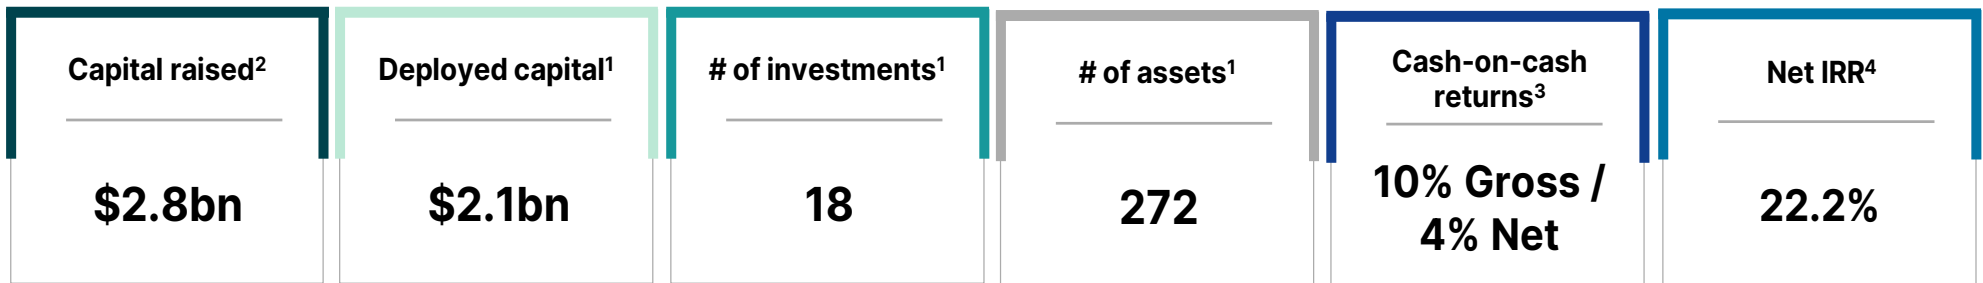 Capital raised²
$2.8bn
Deployed capital¹
$2.1bn
# of investments¹
18
# of assets¹
272
Cash-on-cash
returns³
10% Gross /
4% Net
Net IRR⁴
22.2%